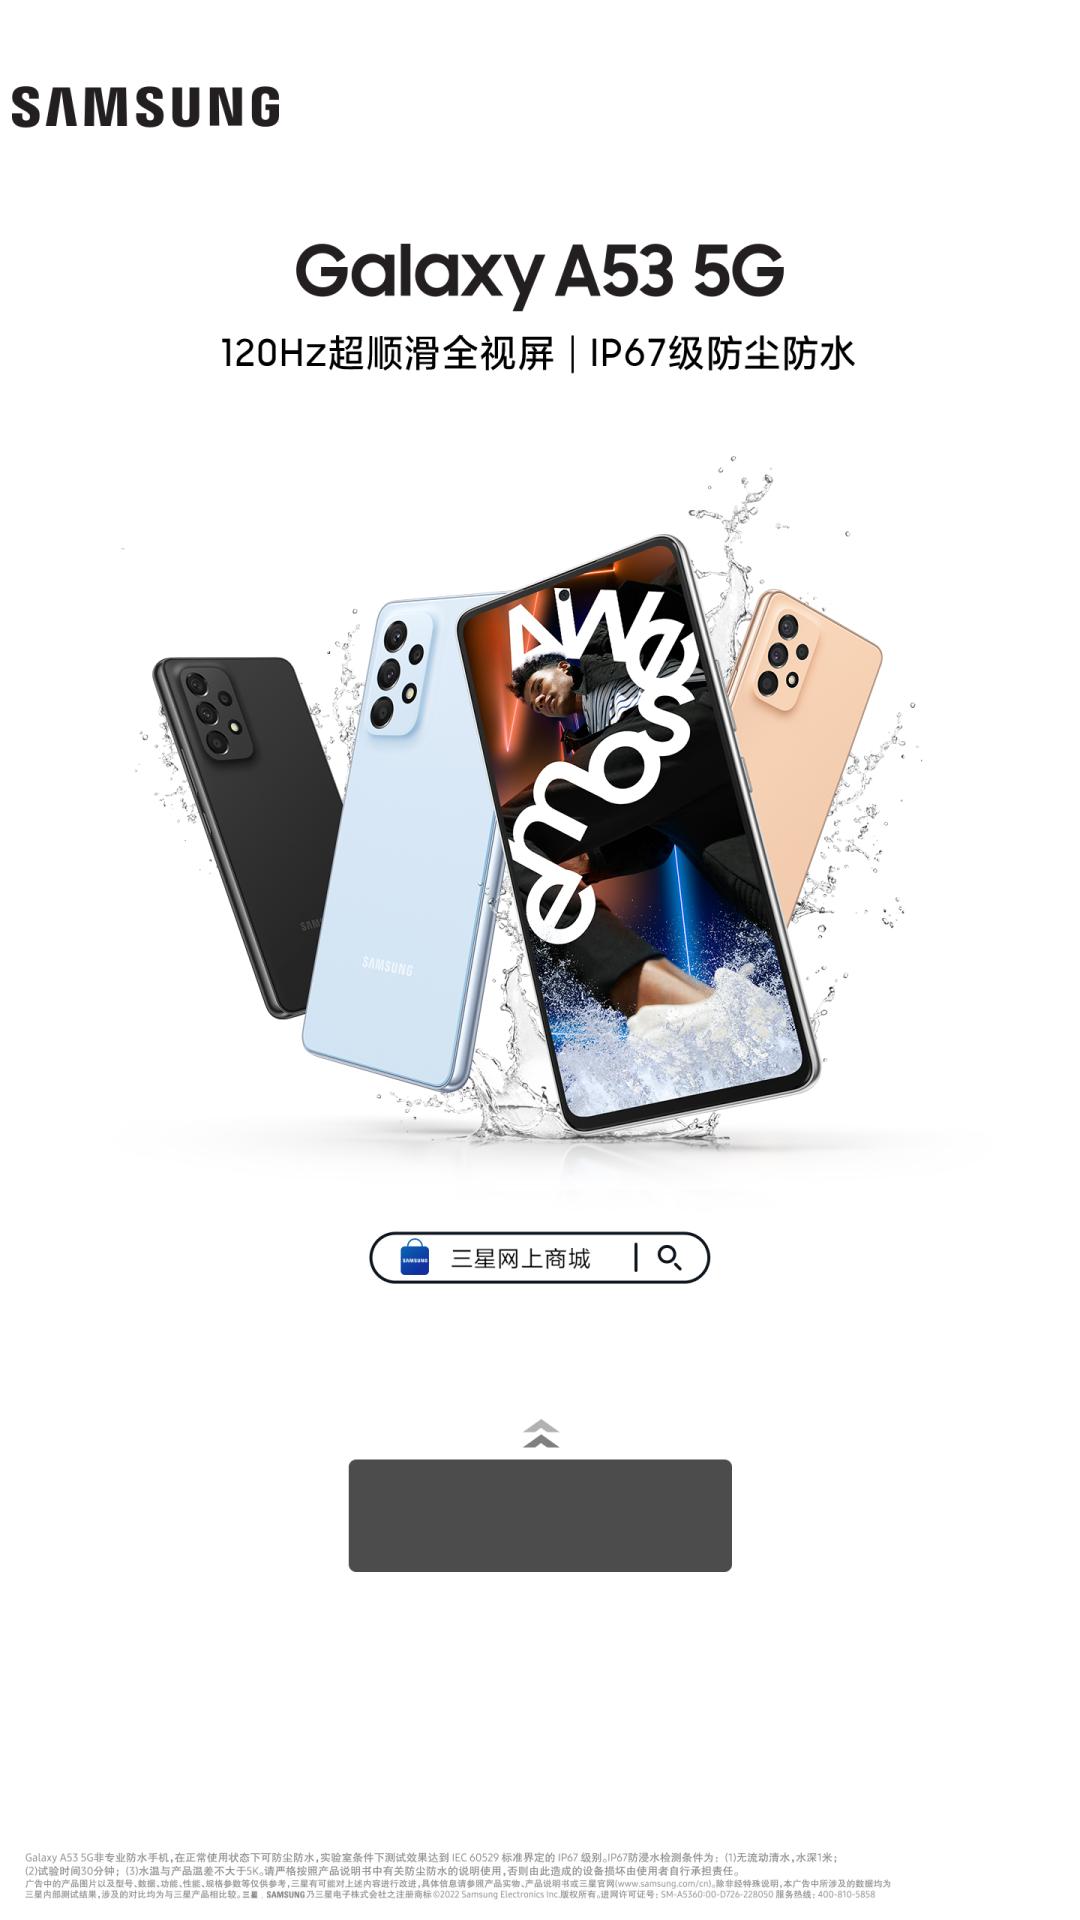 SAMSUNG
Galaxy A53 5G
120Hz超顺滑全视屏 | IP67级防尘防水
Awe
some
SAMSUNG
SAMSUNG 三星网上商城
Galaxy A53 5G非专业防水手机,在正常使用状态下可防尘防水,实验室条件下测试效果达到 IEC 60529 标准界定的 IP67 级别。IP67防浸水检测条件为: (1)无流动清水,水深1米;
(2)试验时间30分钟; (3)水温与产品温差不大于5K。请严格按照产品说明书中有关防尘防水的说明使用,否则由此造成的设备损坏由使用者自行承担责任。
广告中的产品图片以及型号、数据、功能、性能、规格参数等仅供参考,三星有可能对上述内容进行改进,具体信息请参照产品实物、产品说明书或三星官网(www.samsung.com/cn)。除非经特殊说明,本广告中所涉及的数据均为
三星内部测试结果,涉及的对比均为与三星产品相比较。三星 . SAMSUNG 乃三星电子株式会社之注册商标 ©2022 Samsung Electronics Inc.版权所有。进网许可证号: SM-A5360:00-D726-228050 服务热线: 400-810-5858